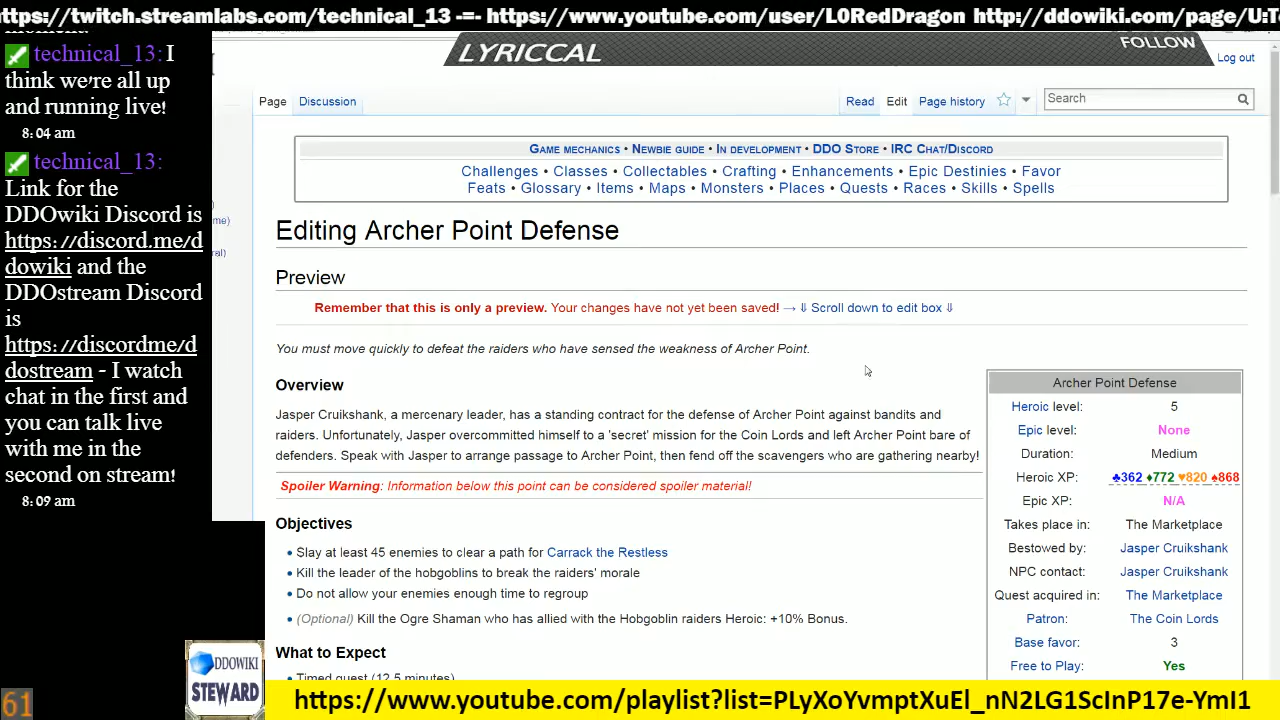 https://twitch.streamlabs.com/technical_13 -=- https://www.youtube.com/user/L0RedDragon http://ddowiki.com/page/U:T
technical_13: I
think we're all up
and running live!
8:04 am
technical_13:
Link for the
DDOwiki Discord is
https://discord.me/d
dowiki and the
DDOstream Discord
is
https://discordme/d
dostream - I watch
chat in the first and
you can talk live
with me in the
second on stream!
8:09 am
61
LYRICCAL
FOLLOW
Log out
Page Discussion Read Edit Page history Search
Game mechanics • Newbie guide • In development • DDO Store • IRC Chat/Discord
Challenges • Classes • Collectables • Crafting • Enhancements • Epic Destinies • Favor
Feats • Glossary • Items • Maps • Monsters • Places • Quests • Races • Skills • Spells
Editing Archer Point Defense
Preview
Remember that this is only a preview. Your changes have not yet been saved! → ⇓ Scroll down to edit box ⇓
You must move quickly to defeat the raiders who have sensed the weakness of Archer Point.
Overview
Jasper Cruikshank, a mercenary leader, has a standing contract for the defense of Archer Point against bandits and
raiders. Unfortunately, Jasper overcommitted himself to a 'secret' mission for the Coin Lords and left Archer Point bare of
defenders. Speak with Jasper to arrange passage to Archer Point, then fend off the scavengers who are gathering nearby!
Spoiler Warning: Information below this point can be considered spoiler material!
Objectives
• Slay at least 45 enemies to clear a path for Carrack the Restless
• Kill the leader of the hobgoblins to break the raiders' morale
• Do not allow your enemies enough time to regroup
• (Optional) Kill the Ogre Shaman who has allied with the Hobgoblin raiders Heroic: +10% Bonus.
What to Expect
• Timed quest (12.5 minutes)
Archer Point Defense
Heroic level: 5
Epic level: None
Duration: Medium
Heroic XP: ♣362 ♦772 ♥820 ♠868
Epic XP: N/A
Takes place in: The Marketplace
Bestowed by: Jasper Cruikshank
NPC contact: Jasper Cruikshank
Quest acquired in: The Marketplace
Patron: The Coin Lords
Base favor: 3
Free to Play: Yes
DDOWIKI
STEWARD
https://www.youtube.com/playlist?list=PLyXoYvmptXuEl_nN2LG1ScInP17e-YmI1